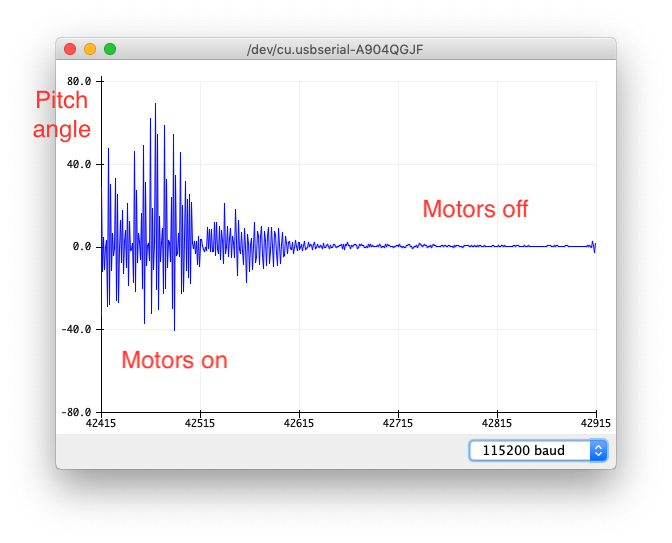 /dev/cu.usbserial-A904QGJF
80.0
Pitch
angle
40.0
Motors off
0.0
-40.0
Motors on
-80.0
42415 42515 42615 42715 42815 42915
115200 baud